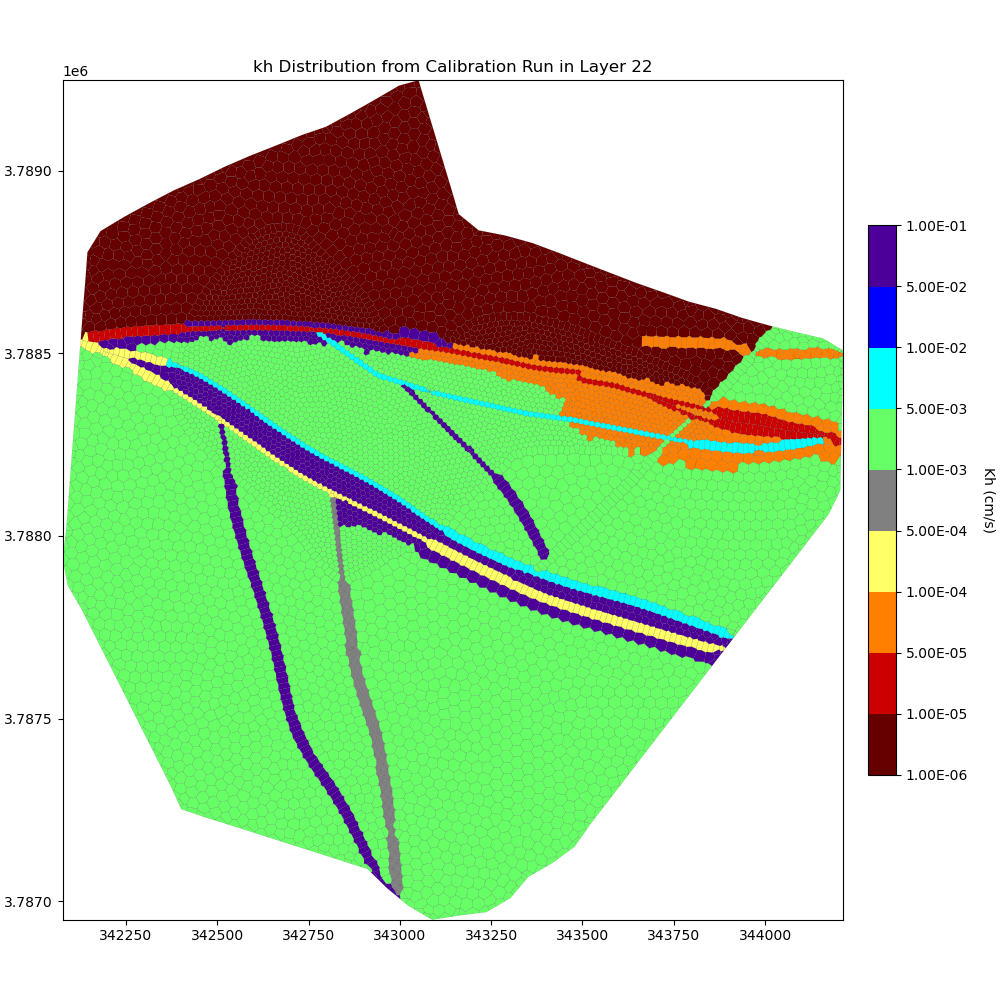 kh Distribution from Calibration Run in Layer 22
1e6
3.7890
3.7885
3.7880
3.7875
3.7870
342250 342500 342750 343000 343250 343500 343750 344000
1.00E-01
5.00E-02
1.00E-02
5.00E-03
1.00E-03
5.00E-04
1.00E-04
5.00E-05
1.00E-05
1.00E-06
Kh (cm/s)